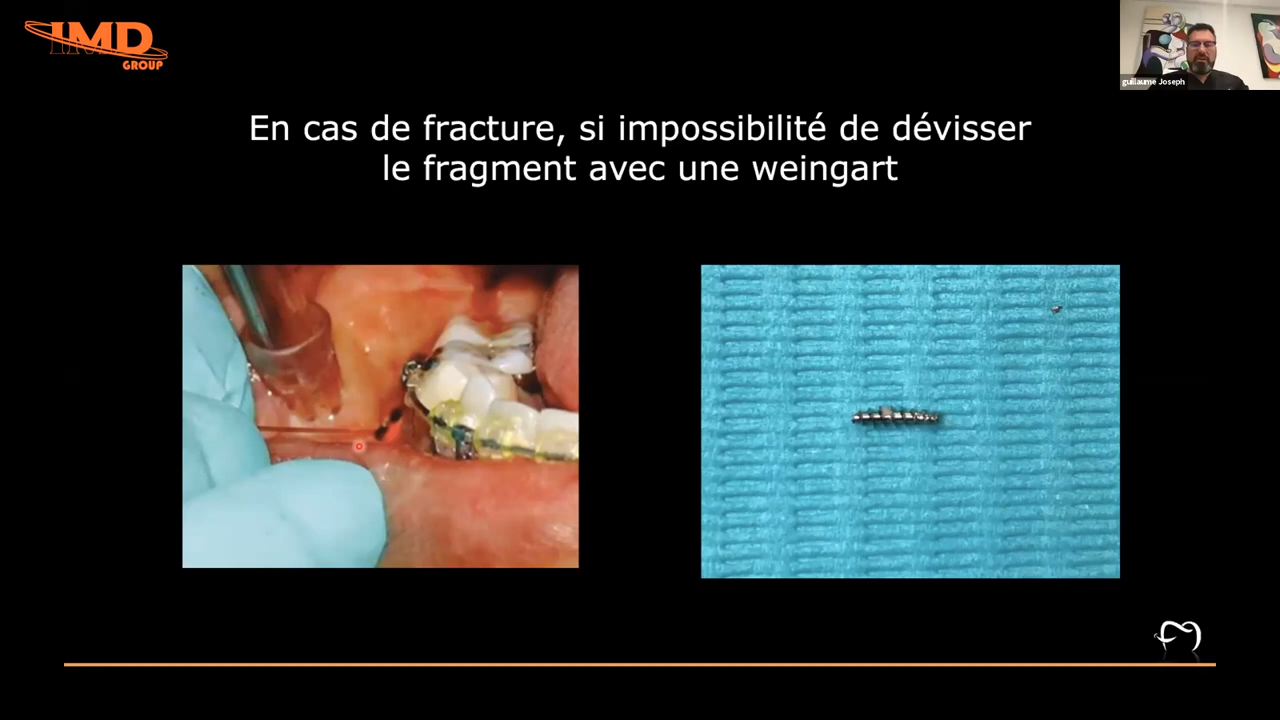 IMD
GROUP
guillaume Joseph
En cas de fracture, si impossibilité de dévisser
le fragment avec une weingart